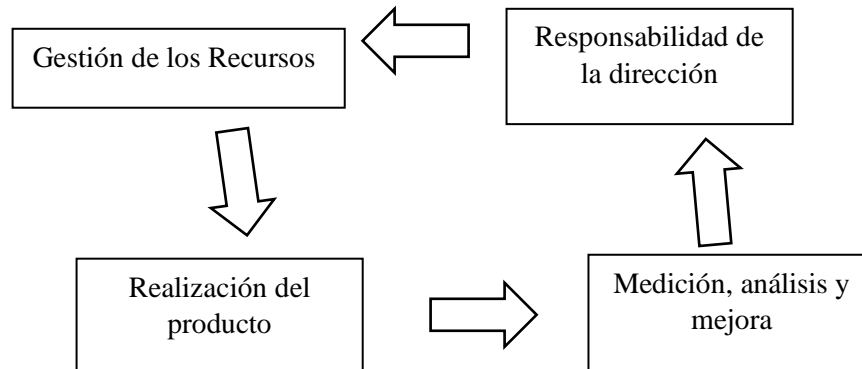 Gestión de los Recursos
Responsabilidad de
la dirección
Realización del
producto
Medición, análisis y
mejora